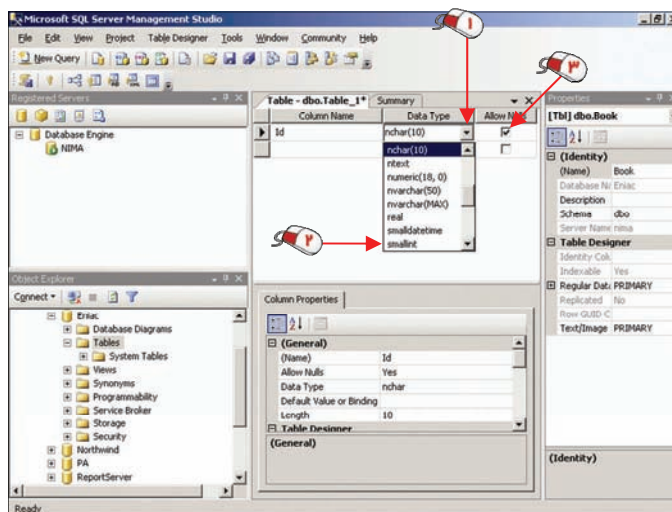 Microsoft SQL Server Management Studio
File Edit View Project Table Designer Tools Window Community Help
New Query
۱
۳
Registered Servers
Database Engine
NIMA
Table - dbo.Table_1* Summary
Column Name Data Type Allow Nulls
Id nchar(10)
nchar(10)
ntext
numeric(18, 0)
nvarchar(50)
nvarchar(MAX)
real
smalldatetime
smallint
۲
Properties
[Tbl] dbo.Book
(Identity)
(Name) Book
Database Na Eniac
Description
Schema dbo
Server Name nima
Table Designer
Identity Colu
Indexable Yes
Regular Data PRIMARY
Replicated No
Row GUID C
Text/Image PRIMARY
(Identity)
Object Explorer
Connect
Eniac
Database Diagrams
Tables
System Tables
Views
Synonyms
Programmability
Service Broker
Storage
Security
Northwind
PA
ReportServer
Column Properties
(General)
(Name) Id
Allow Nulls Yes
Data Type nchar
Default Value or Binding
Length 10
Table Designer
(General)
Ready